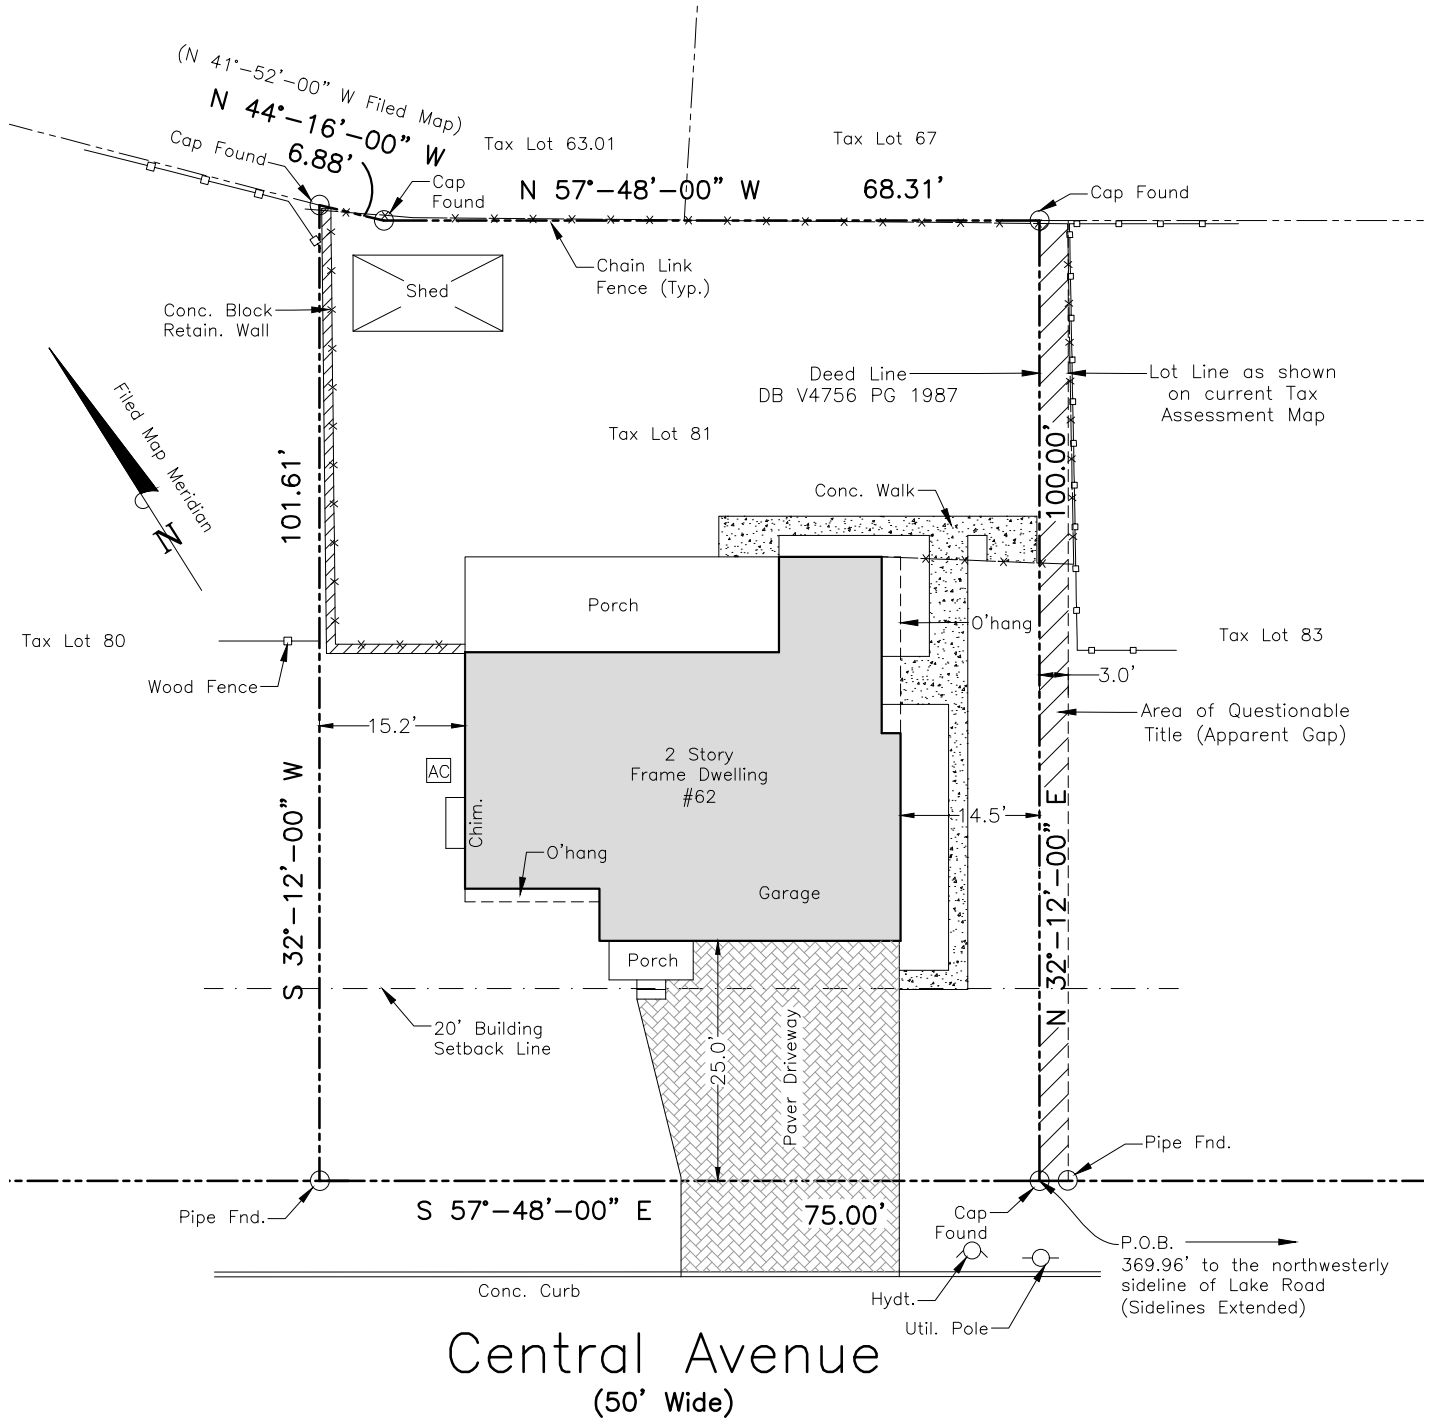 (N 41°-52'-00" W Filed Map)
N 44°-16'-00" W
6.88'
Cap Found
Cap
Found
Tax Lot 63.01
Tax Lot 67
N 57°-48'-00" W
68.31'
Cap Found
Chain Link
Fence (Typ.)
Shed
Conc. Block
Retain. Wall
Filed Map Meridian
N
Deed Line
DB V4756 PG 1987
Lot Line as shown
on current Tax
Assessment Map
Tax Lot 81
101.61'
100.00'
Conc. Walk
Porch
O'hang
Tax Lot 80
Tax Lot 83
Wood Fence
3.0'
15.2'
Area of Questionable
Title (Apparent Gap)
2 Story
Frame Dwelling
#62
AC
Chim.
14.5'
O'hang
Garage
S 32°-12'-00" W
N 32°-12'-00" E
Porch
20' Building
Setback Line
25.0'
Paver Driveway
Pipe Fnd.
Pipe Fnd.
S 57°-48'-00" E
75.00'
Cap
Found
P.O.B.
369.96' to the northwesterly
sideline of Lake Road
(Sidelines Extended)
Hydt.
Util. Pole
Conc. Curb
Central Avenue
(50' Wide)